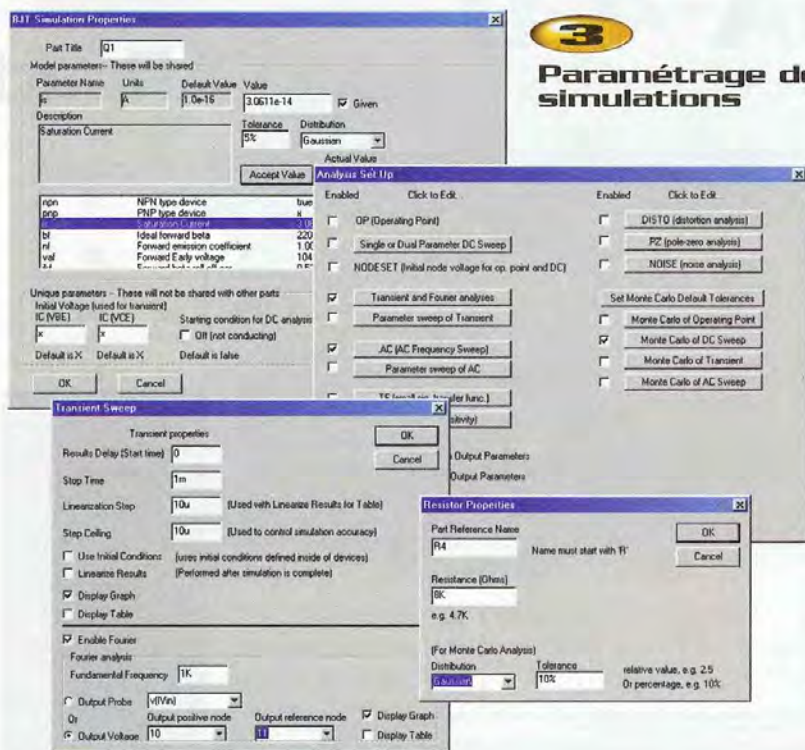 3
Paramétrage de
simulations
BJT Simulation Properties
Part Title Q1
Model parameters-- These will be shared
Parameter Name Units Default Value Value
is A 1.0e-16 3.0611e-14 Given
Description
Saturation Current
Tolerance Distribution
5% Gaussian
Actual Value
Accept Value
npn NPN type device true
pnp PNP type device x
Saturation Current
bf Ideal forward beta 220
nf Forward emission coefficient 1.00
vaf Forward Early voltage 104
Unique parameters -- These will not be shared with other parts
Initial Voltage (used for transient)
IC (VBE) IC (VCE) Starting condition for DC analysis
x x Off (not conducting)
Default is X Default is X Default is false
OK Cancel
Analysis Set Up
Enabled Click to Edit... Enabled Click to Edit...
OP (Operating Point) DISTO (distortion analysis)
Single or Dual Parameter DC Sweep PZ (pole-zero analysis)
NODESET (Initial node voltage for op. point and DC) NOISE (noise analysis)
Transient and Fourier analyses Set Monte Carlo Default Tolerances
Parameter sweep of Transient Monte Carlo of Operating Point
AC (AC Frequency Sweep) Monte Carlo of DC Sweep
Parameter sweep of AC Monte Carlo of Transient
Monte Carlo of AC Sweep
Output Parameters
Output Parameters
Transient Sweep
Transient properties
Results Delay (Start time) 0 OK
Cancel
Stop Time 1m
Linearization Step 10u (Used with Linearize Results for Table)
Step Ceiling 10u (Used to control simulation accuracy)
Use Initial Conditions (uses initial conditions defined inside of devices)
Linearize Results (Performed after simulation is complete)
Display Graph
Display Table
Enable Fourier
Fourier analysis
Fundamental Frequency 1K
Output Probe v(IVin)
Or Output positive node Output reference node Display Graph
Output Voltage 10 11 Display Table
Resistor Properties
Part Reference Name OK
R4 Name must start with 'R' Cancel
Resistance (Ohms)
8K
e.g. 4.7K
(For Monte Carlo Analysis)
Distribution Tolerance relative value, e.g. 2.5
Gaussian 10% Or percentage, e.g. 10%